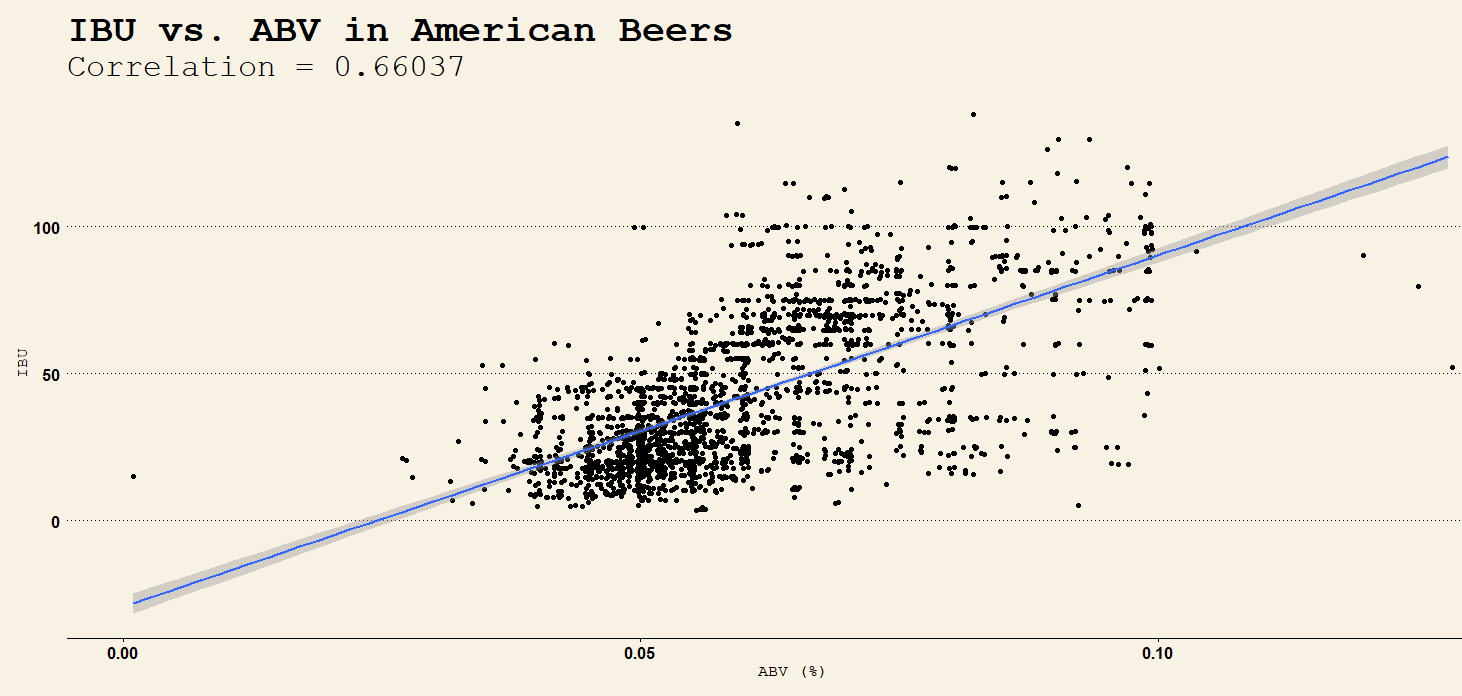 IBU vs. ABV in American Beers
Correlation = 0.66037
100
50
0
IBU
0.00 0.05 0.10
ABV (%)